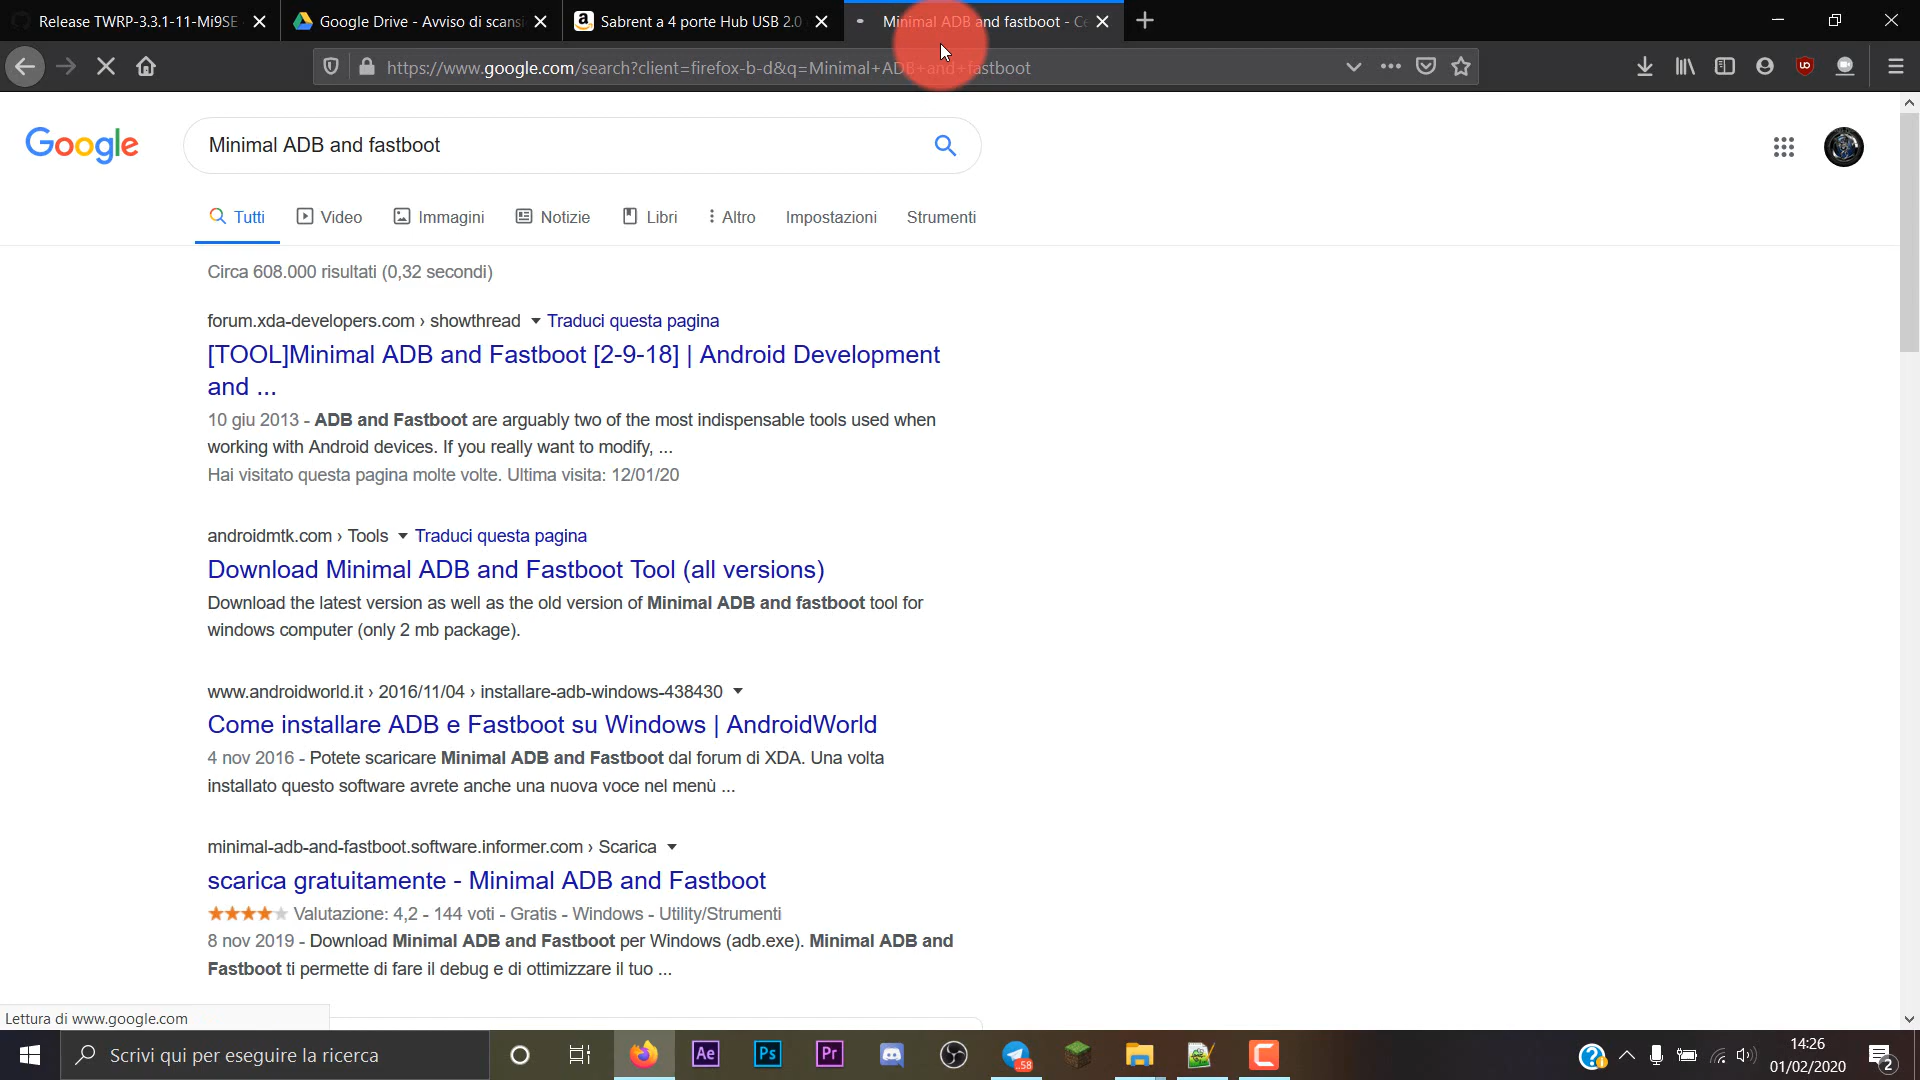 Release TWRP-3.3.1-11-Mi9SE
Google Drive - Avviso di scansi
Sabrent a 4 porte Hub USB 2.0
Minimal ADB and fastboot - Ce
https://www.google.com/search?client=firefox-b-d&q=Minimal+ADB+and+fastboot
Google
Minimal ADB and fastboot
Tutti
Video
Immagini
Notizie
Libri
Altro
Impostazioni
Strumenti
Circa 608.000 risultati (0,32 secondi)
forum.xda-developers.com › showthread Traduci questa pagina
[TOOL]Minimal ADB and Fastboot [2-9-18] | Android Development
and ...
10 giu 2013 - ADB and Fastboot are arguably two of the most indispensable tools used when
working with Android devices. If you really want to modify, ...
Hai visitato questa pagina molte volte. Ultima visita: 12/01/20
androidmtk.com › Tools Traduci questa pagina
Download Minimal ADB and Fastboot Tool (all versions)
Download the latest version as well as the old version of Minimal ADB and fastboot tool for
windows computer (only 2 mb package).
www.androidworld.it › 2016/11/04 › installare-adb-windows-438430
Come installare ADB e Fastboot su Windows | AndroidWorld
4 nov 2016 - Potete scaricare Minimal ADB and Fastboot dal forum di XDA. Una volta
installato questo software avrete anche una nuova voce nel menù ...
minimal-adb-and-fastboot.software.informer.com › Scarica
scarica gratuitamente - Minimal ADB and Fastboot
Valutazione: 4,2 - 144 voti - Gratis - Windows - Utility/Strumenti
8 nov 2019 - Download Minimal ADB and Fastboot per Windows (adb.exe). Minimal ADB and
Fastboot ti permette di fare il debug e di ottimizzare il tuo ...
Lettura di www.google.com
Scrivi qui per eseguire la ricerca
Ae
Ps
Pr
58
14:26
01/02/2020
2